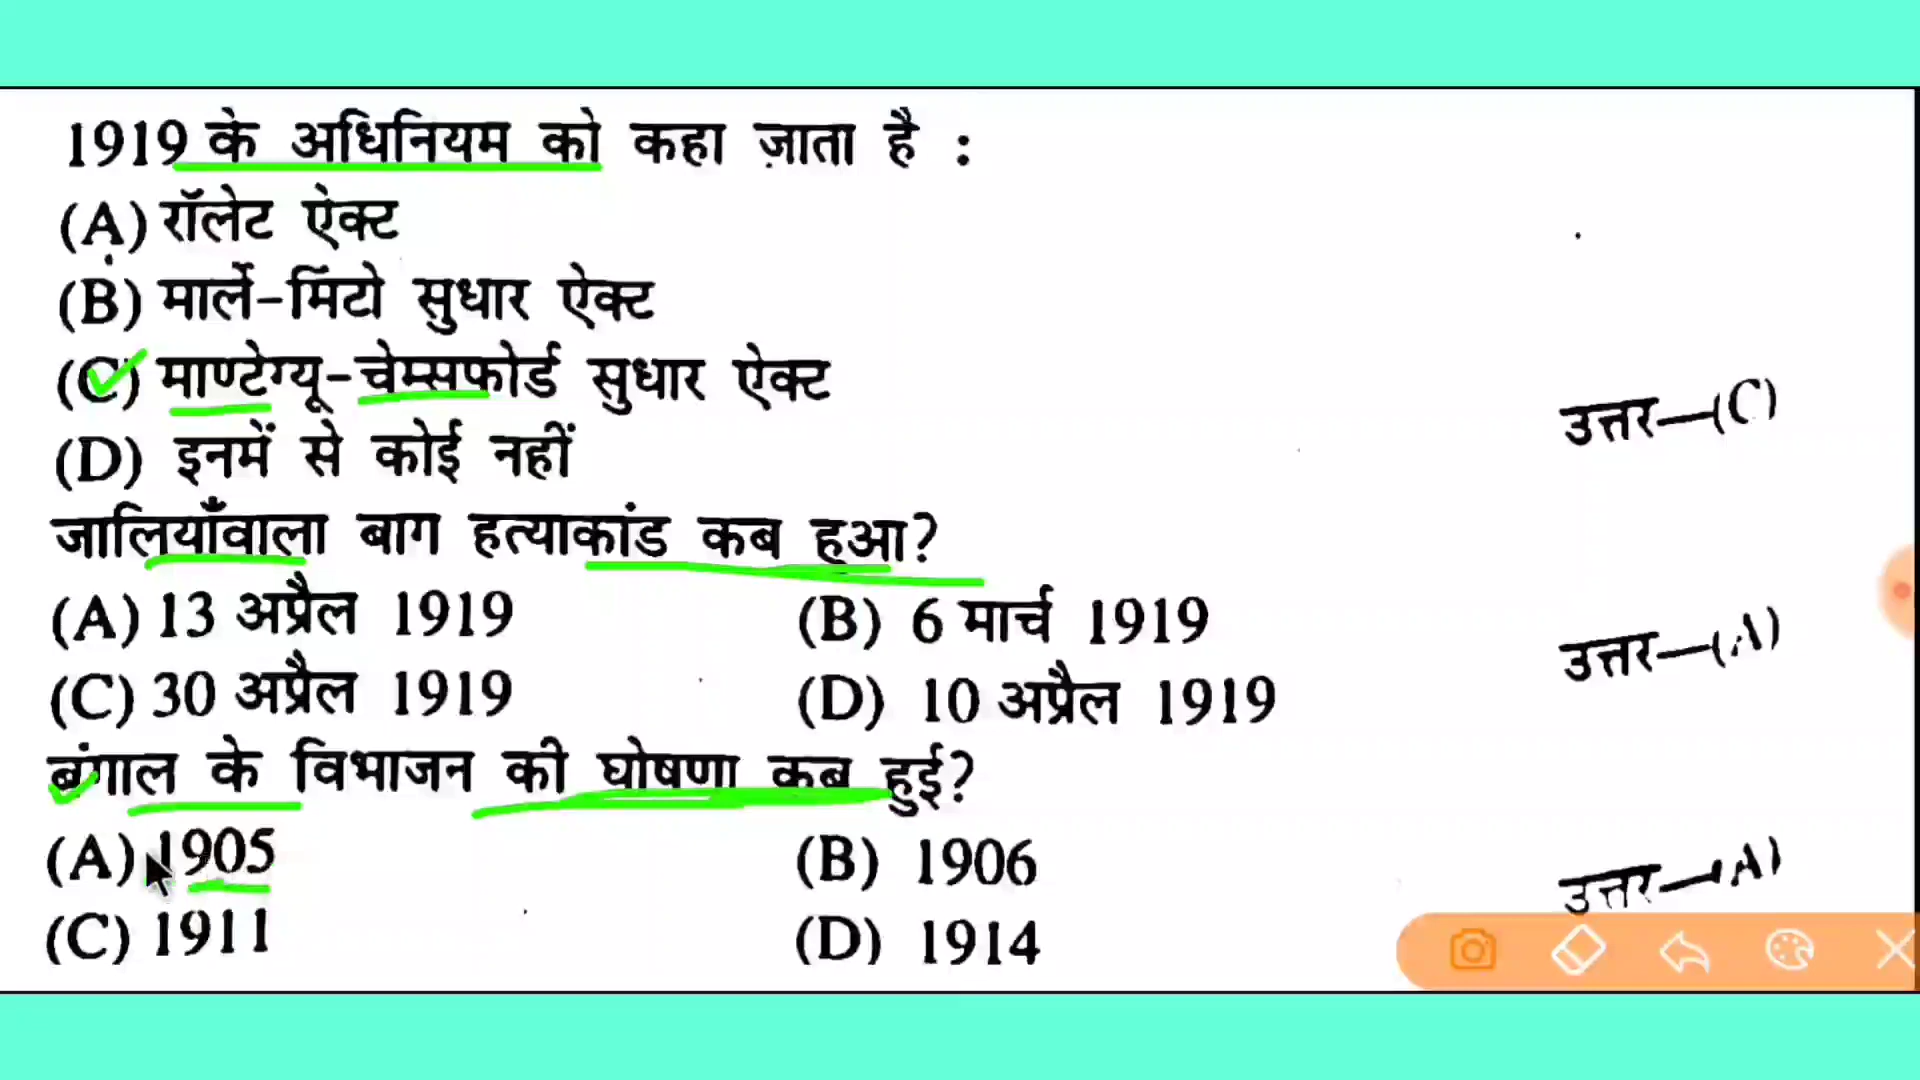 1919 के अधिनियम को कहा जाता है :
(A) रॉलेट ऐक्ट
(B) मार्ले-मिंटो सुधार ऐक्ट
(C) माण्टेग्यू-चेम्सफोर्ड सुधार ऐक्ट
उत्तर—(C)
(D) इनमें से कोई नहीं
जालियाँवाला बाग हत्याकांड कब हुआ?
(A) 13 अप्रैल 1919 (B) 6 मार्च 1919
उत्तर—(A)
(C) 30 अप्रैल 1919 (D) 10 अप्रैल 1919
बंगाल के विभाजन की घोषणा कब हुई?
(A) 1905 (B) 1906
उत्तर—(A)
(C) 1911 (D) 1914